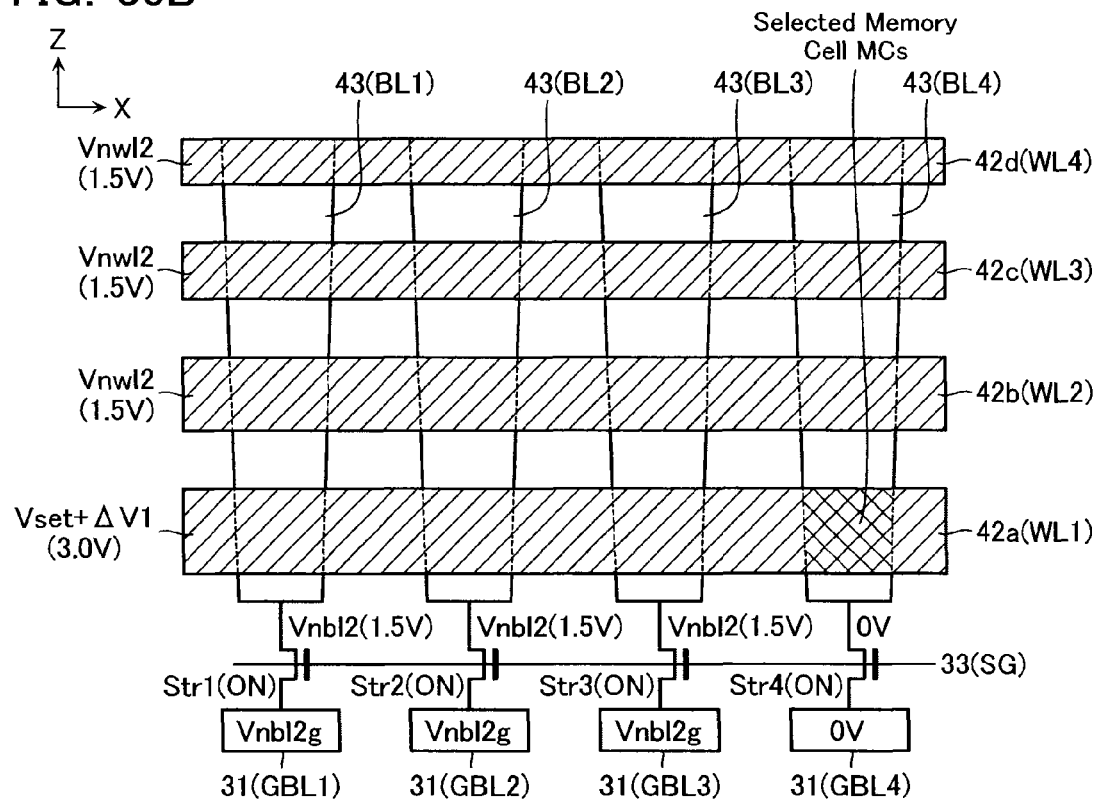 Selected Memory
Cell MCs
Z
X
43(BL1) 43(BL2) 43(BL3) 43(BL4)
Vnwl2
(1.5V)
42d(WL4)
Vnwl2
(1.5V)
42c(WL3)
Vnwl2
(1.5V)
42b(WL2)
Vset+ΔV1
(3.0V)
42a(WL1)
Vnbl2(1.5V) Vnbl2(1.5V) Vnbl2(1.5V) 0V
33(SG)
Str1(ON) Str2(ON) Str3(ON) Str4(ON)
Vnbl2g Vnbl2g Vnbl2g 0V
31(GBL1) 31(GBL2) 31(GBL3) 31(GBL4)